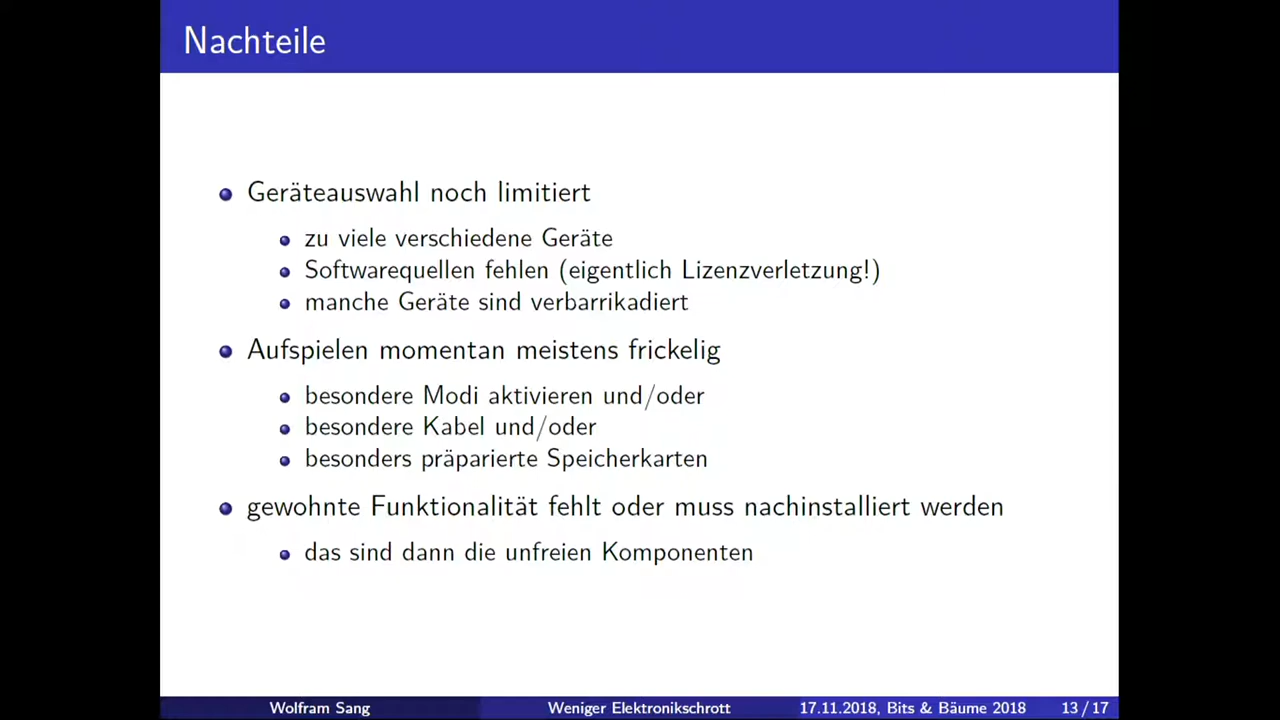 Nachteile
Geräteauswahl noch limitiert
zu viele verschiedene Geräte
Softwarequellen fehlen (eigentlich Lizenzverletzung!)
manche Geräte sind verbarrikadiert
Aufspielen momentan meistens frickelig
besondere Modi aktivieren und/oder
besondere Kabel und/oder
besonders präparierte Speicherkarten
gewohnte Funktionalität fehlt oder muss nachinstalliert werden
das sind dann die unfreien Komponenten
Wolfram Sang Weniger Elektronikschrott 17.11.2018, Bits & Bäume 2018 13 / 17